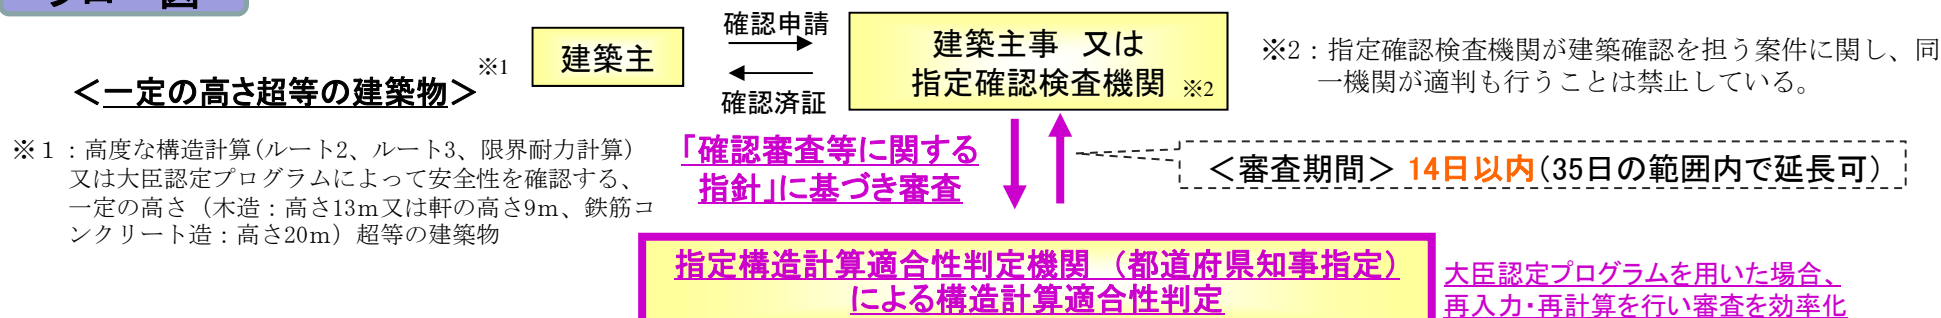 フロー図
確認申請
建築主
確認済証
建築主事　又は
指定確認検査機関 ※2
※2：指定確認検査機関が建築確認を担う案件に関し、同
一機関が適判も行うことは禁止している。
＜一定の高さ超等の建築物＞※1
※１：高度な構造計算(ルート2、ルート3、限界耐力計算)
又は大臣認定プログラムによって安全性を確認する、
一定の高さ（木造：高さ13m又は軒の高さ9m、鉄筋コ
ンクリート造：高さ20m）超等の建築物
「確認審査等に関する
指針」に基づき審査
＜審査期間＞ 14日以内(35日の範囲内で延長可）
指定構造計算適合性判定機関　（都道府県知事指定）
による構造計算適合性判定
大臣認定プログラムを用いた場合、
再入力・再計算を行い審査を効率化